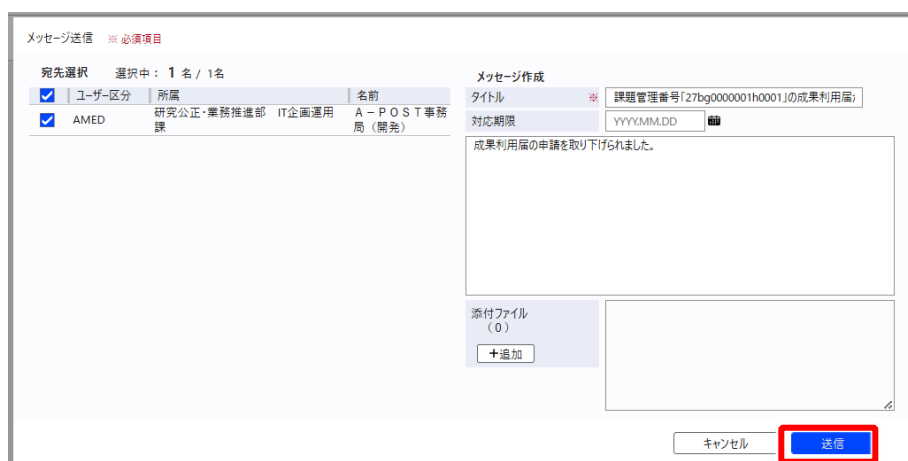 メッセージ送信 ※ 必須項目
宛先選択 選択中： 1 名 / 1名
ユーザー区分 所属 名前
AMED 研究公正・業務推進部 IT企画運用課 A－POST事務局（開発）
メッセージ作成
タイトル ※ 課題管理番号「27bg0000001h0001」の成果利用届
対応期限 YYYY.MM.DD
成果利用届の申請を取り下げられました。
添付ファイル
（0）
+追加
キャンセル 送信